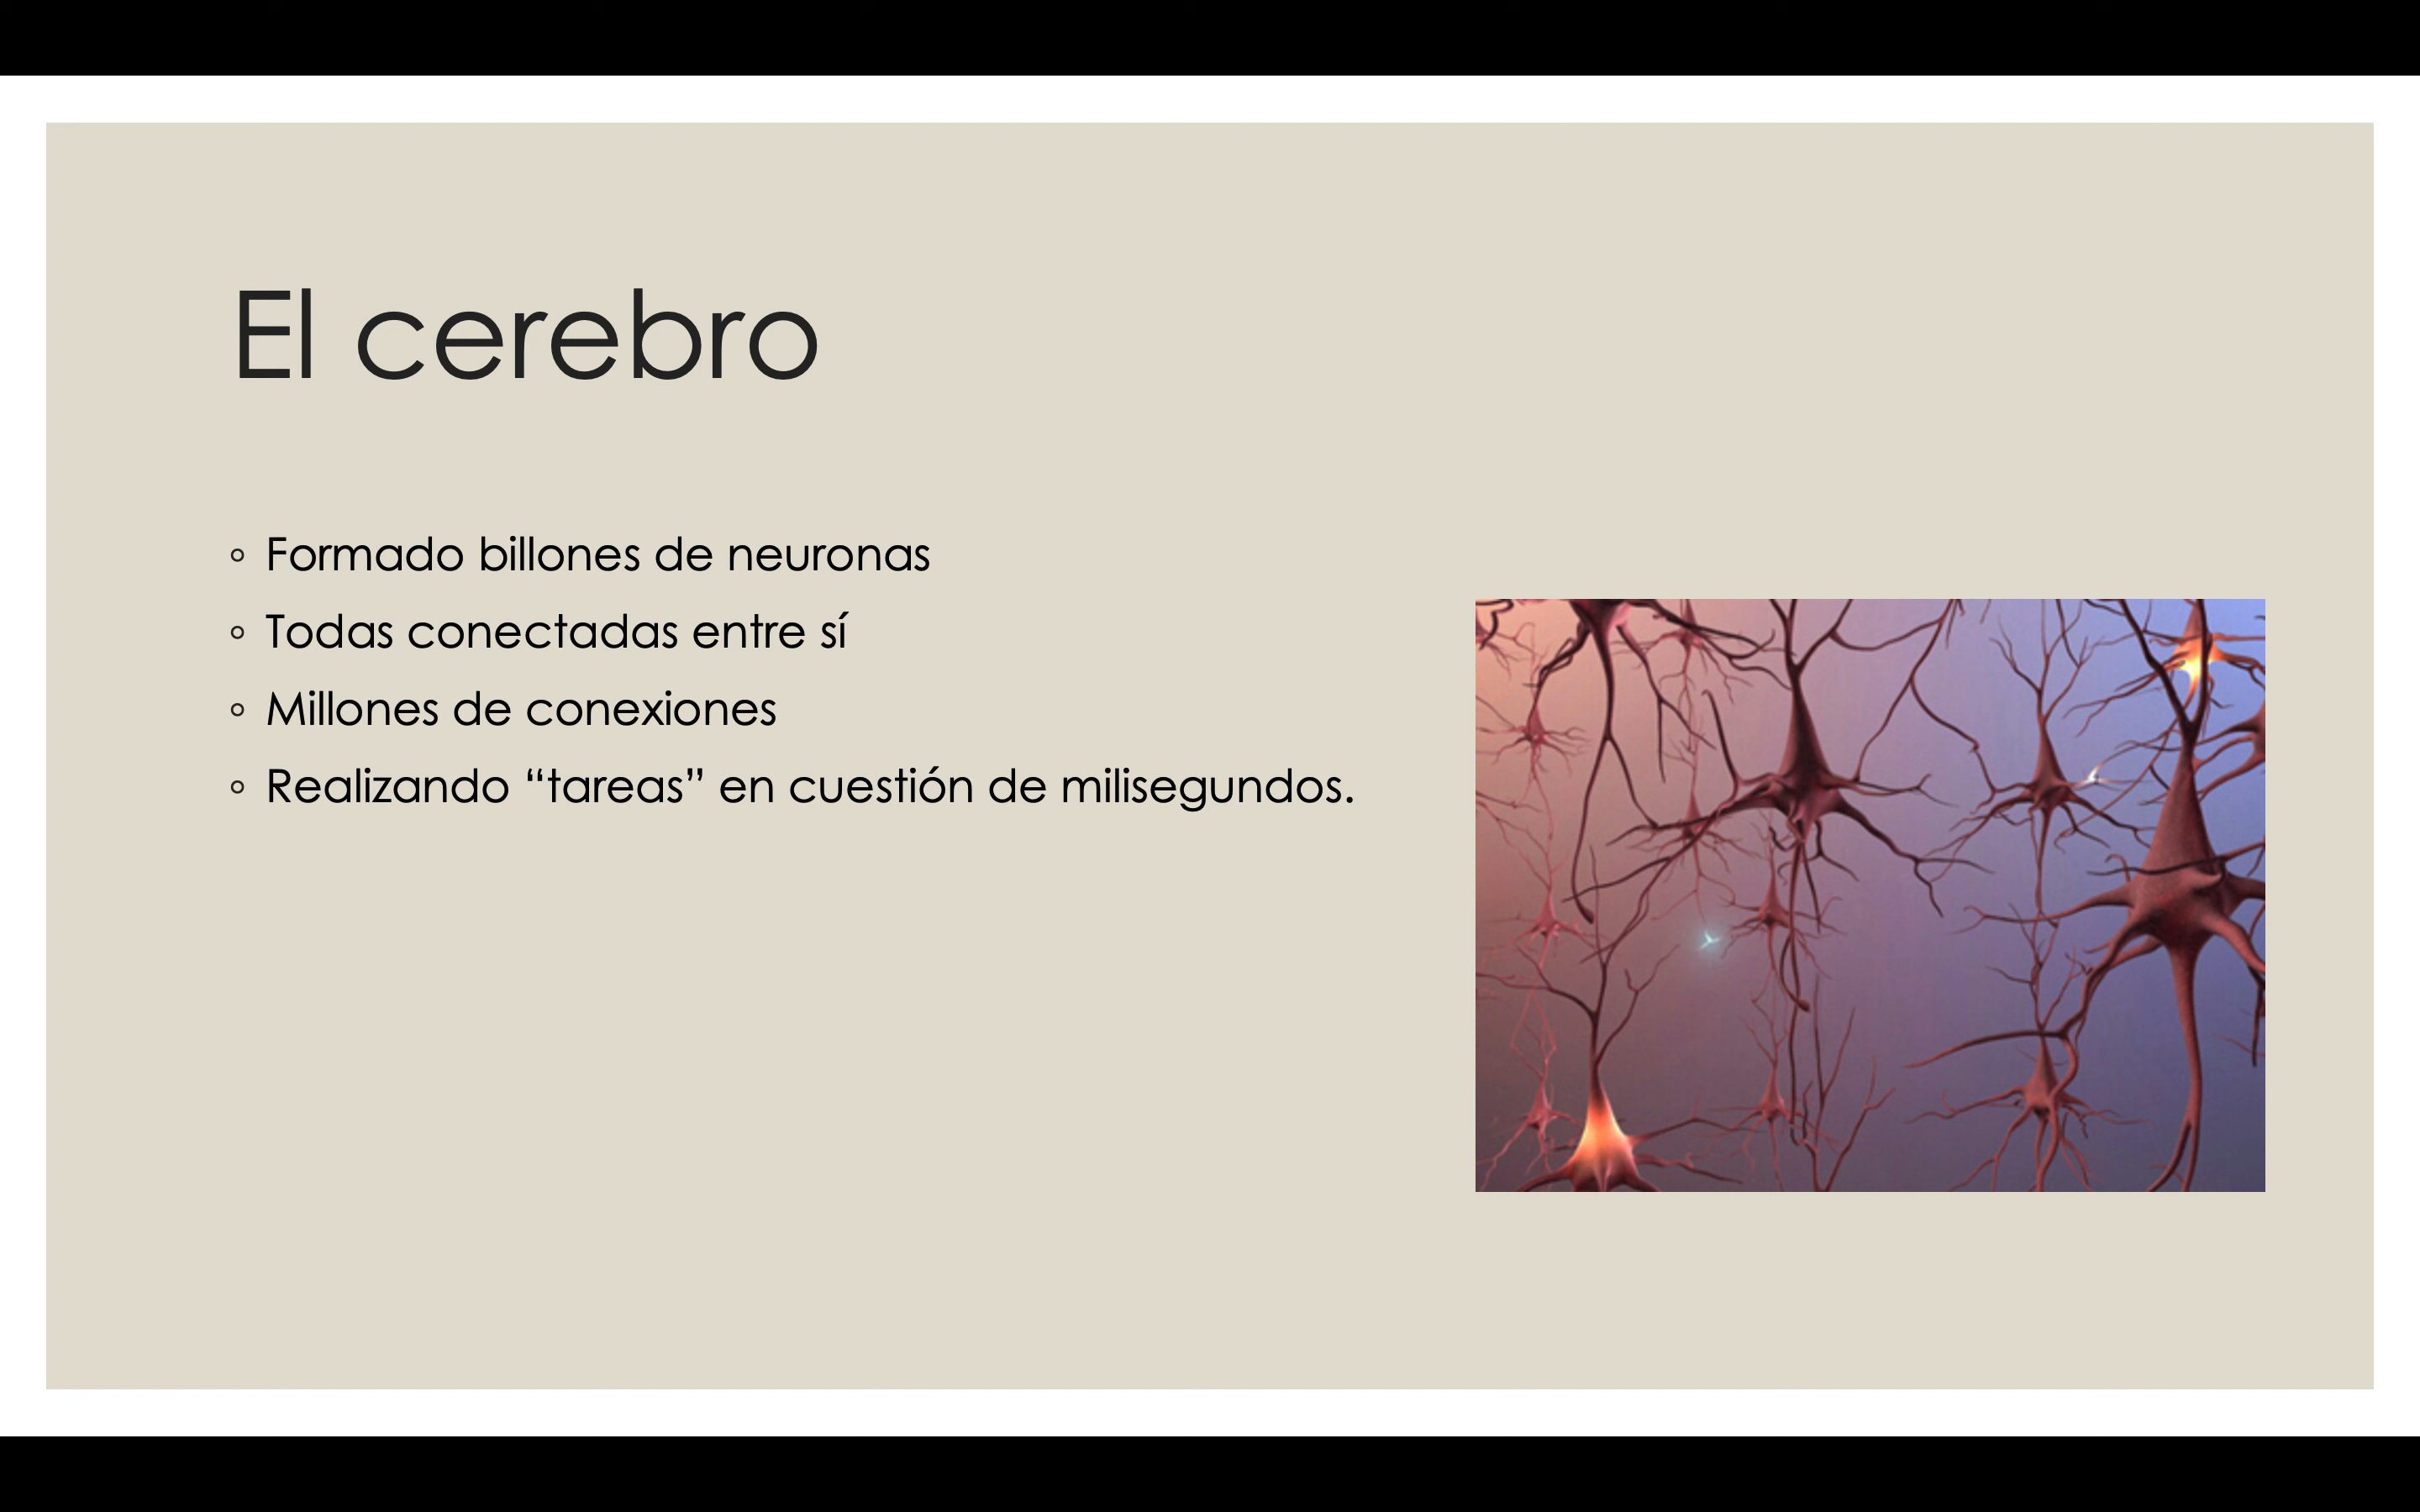 El cerebro
◦ Formado billones de neuronas
◦ Todas conectadas entre sí
◦ Millones de conexiones
◦ Realizando “tareas” en cuestión de milisegundos.